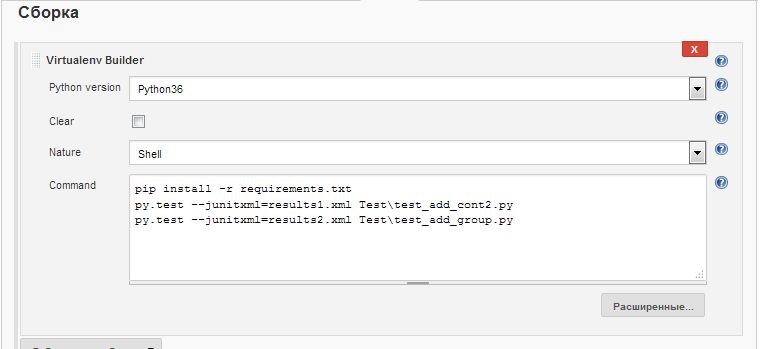 Сборка
Virtualenv Builder
X
Python version
Python36
Clear
Nature
Shell
Command
pip install -r requirements.txt
py.test --junitxml=results1.xml Test\test_add_cont2.py
py.test --junitxml=results2.xml Test\test_add_group.py
Расширенные...